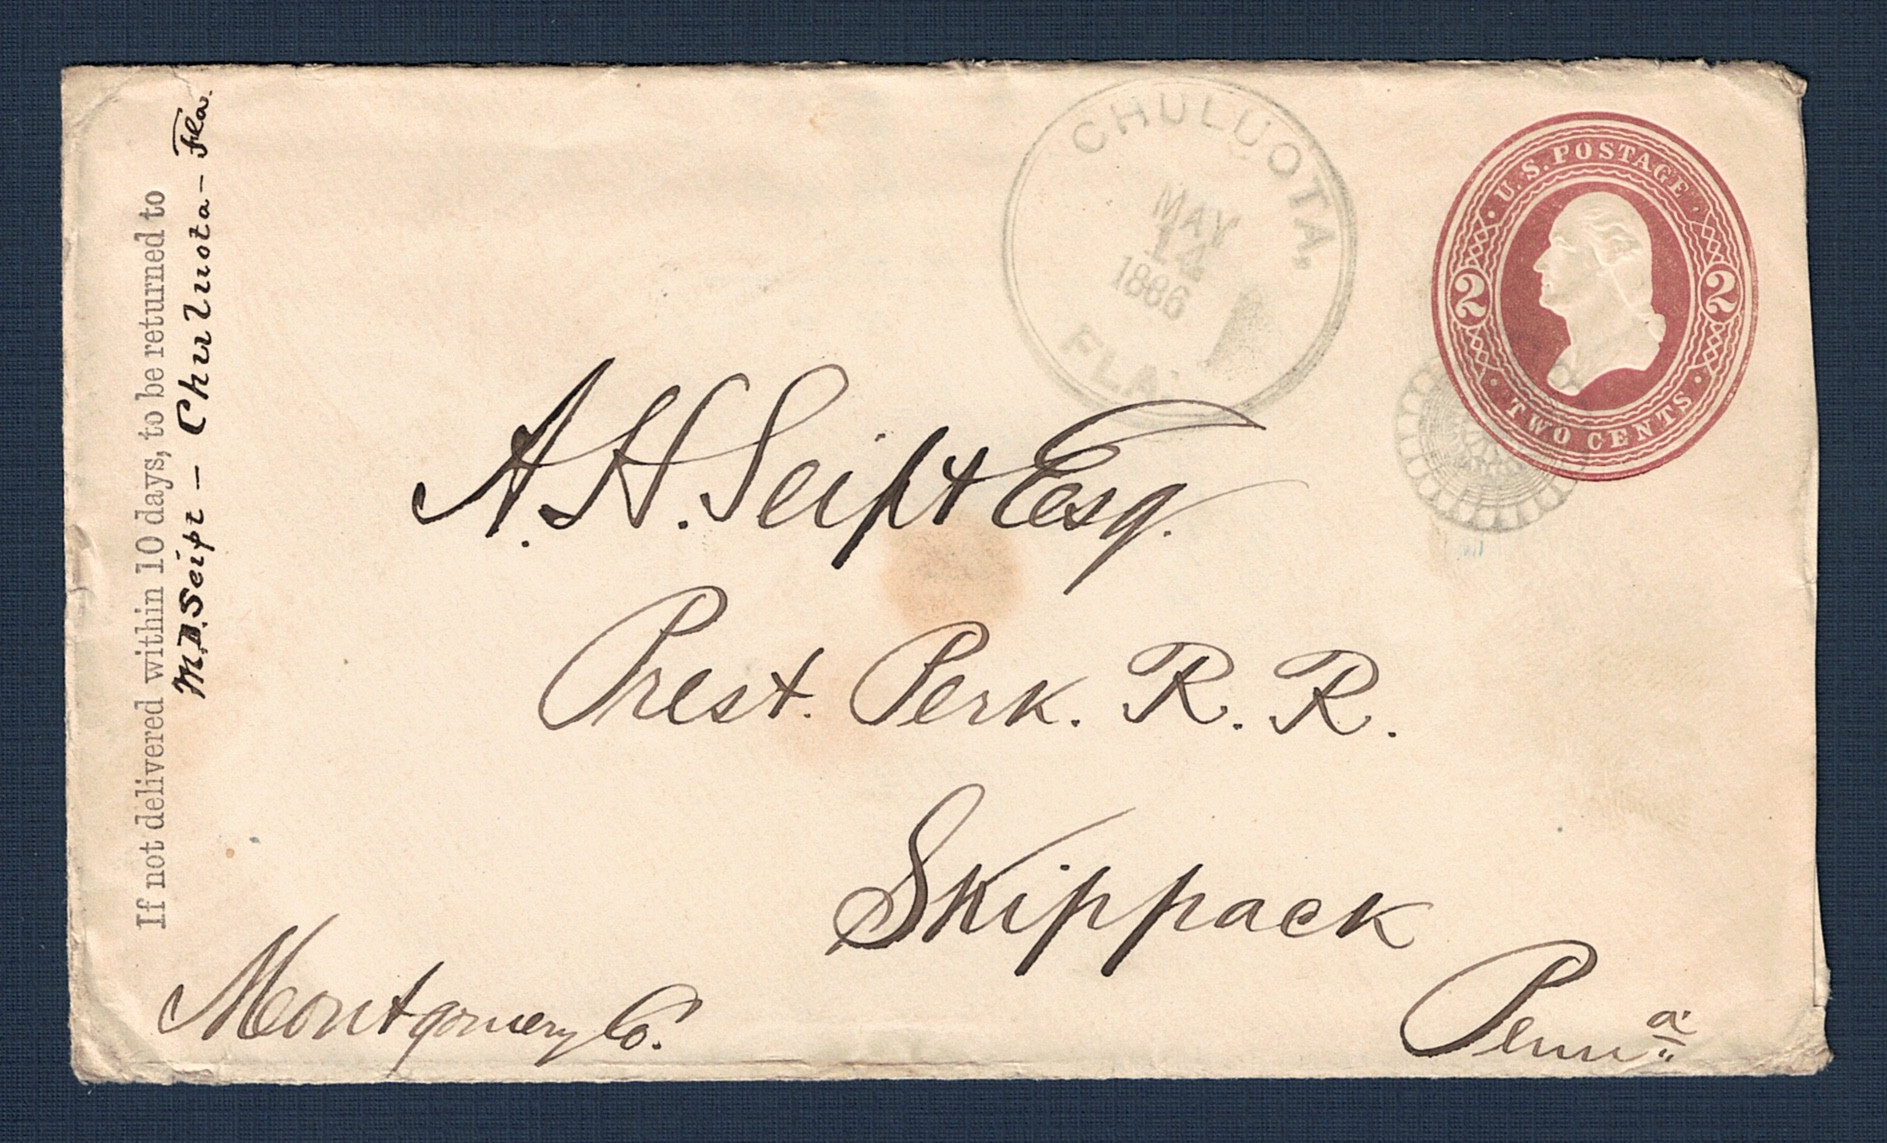 If not delivered within 10 days, to be returned to
M.D. Seipt - Chuluota - Fla.
CHULUOTA,
MAY
14
1886
FLA.
U.S. POSTAGE
2 2
TWO CENTS
A. H. Seipt Esq.
Prest. Perk. R. R.
Skippack
Montgomery Co.
Penna